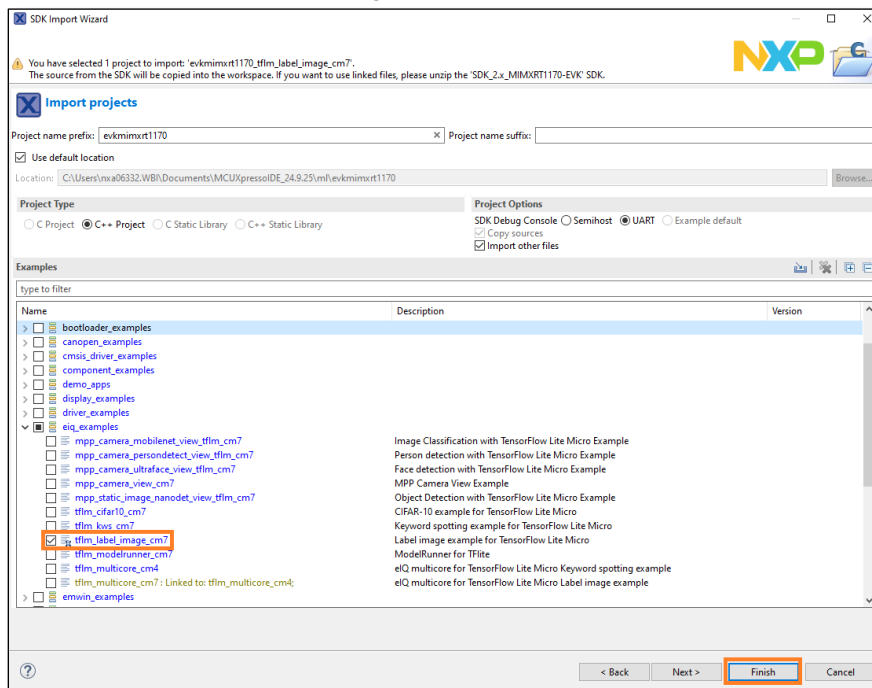 SDK Import Wizard
You have selected 1 project to import: 'evkmimxrt1170_tflm_label_image_cm7'.
The source from the SDK will be copied into the workspace. If you want to use linked files, please unzip the 'SDK_2.x_MIMXRT1170-EVK' SDK.
NXP
Import projects
Project name prefix: evkmimxrt1170 Project name suffix:
Use default location
Location: C:\Users\nxa06332.WBI\Documents\MCUXpressoIDE_24.9.25\ml\evkmimxrt1170 Browse...
Project Type Project Options
C Project C++ Project C Static Library C++ Static Library SDK Debug Console Semihost UART Example default
Copy sources
Import other files
Examples
type to filter
Name Description Version
bootloader_examples
canopen_examples
cmsis_driver_examples
component_examples
demo_apps
display_examples
driver_examples
eiq_examples
mpp_camera_mobilenet_view_tflm_cm7 Image Classification with TensorFlow Lite Micro Example
mpp_camera_persondetect_view_tflm_cm7 Person detection with TensorFlow Lite Micro Example
mpp_camera_ultraface_view_tflm_cm7 Face detection with TensorFlow Lite Micro Example
mpp_camera_view_cm7 MPP Camera View Example
mpp_static_image_nanodet_view_tflm_cm7 Object Detection with TensorFlow Lite Micro Example
tflm_cifar10_cm7 CIFAR-10 example for TensorFlow Lite Micro
tflm_kws_cm7 Keyword spotting example for TensorFlow Lite Micro
tflm_label_image_cm7 Label image example for TensorFlow Lite Micro
tflm_modelrunner_cm7 ModelRunner for TFlite
tflm_multicore_cm4 eIQ multicore for TensorFlow Lite Micro Keyword spotting example
tflm_multicore_cm7 : Linked to: tflm_multicore_cm4; eIQ multicore for TensorFlow Lite Micro Label image example
emwin_examples
< Back Next > Finish Cancel